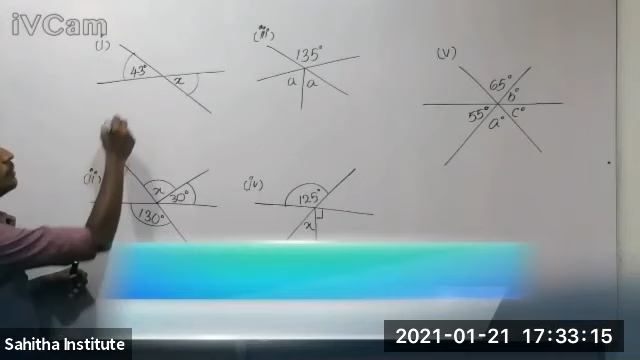 iVCam
(i)
43°
x
(iii)
135°
a a
(v)
65°
b°
55°
a°
c°
(ii)
x
30°
130°
(iv)
125°
x
Sahitha Institute
2021-01-21 17:33:15